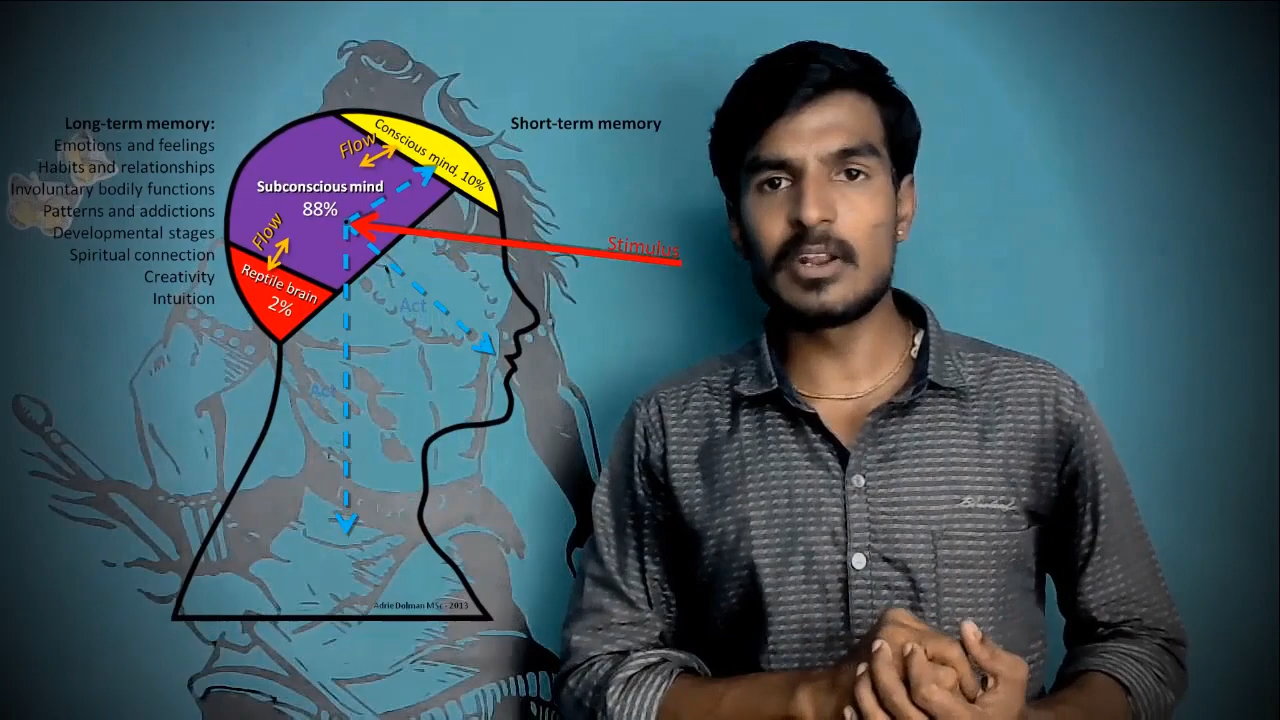 Long-term memory:
Emotions and feelings
Habits and relationships
Involuntary bodily functions
Patterns and addictions
Developmental stages
Spiritual connection
Creativity
Intuition
Short-term memory
Conscious mind, 10%
Flow
Subconscious mind
88%
Flow
Reptile brain
2%
Stimulus
Act
Act
Adrie Dolman MSc - 2013